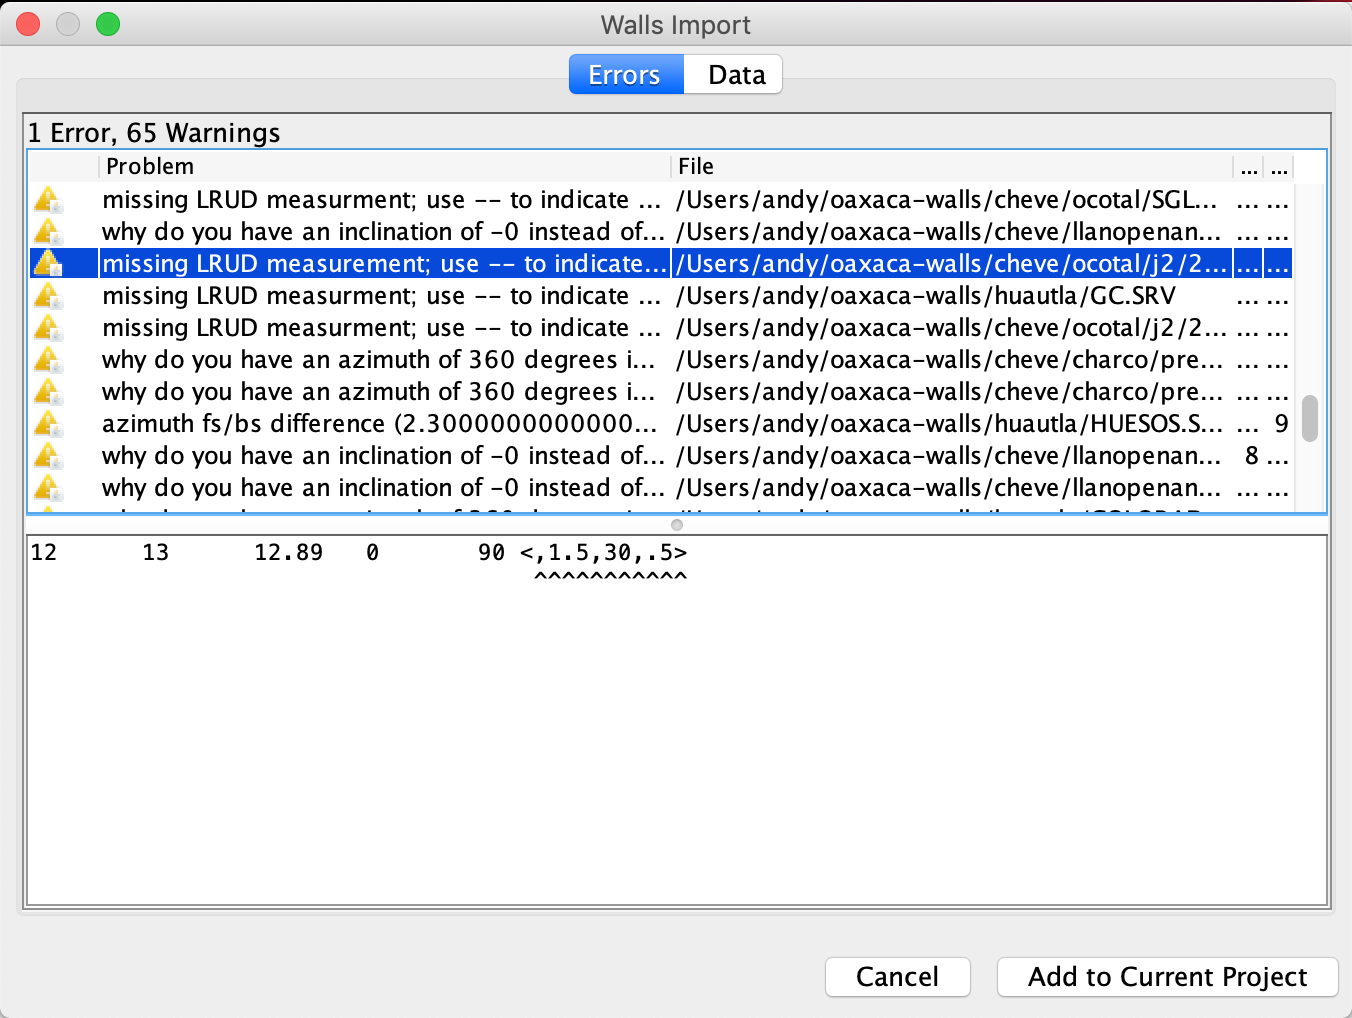 Walls Import
Errors Data
1 Error, 65 Warnings
Problem File ... ...
missing LRUD measurment; use -- to indicate ... /Users/andy/oaxaca-walls/cheve/ocotal/SGL... ... ...
why do you have an inclination of -0 instead of... /Users/andy/oaxaca-walls/cheve/llanopenan... ... ...
missing LRUD measurement; use -- to indicate... /Users/andy/oaxaca-walls/cheve/ocotal/j2/2... ... ...
missing LRUD measurment; use -- to indicate ... /Users/andy/oaxaca-walls/huautla/GC.SRV ... ...
missing LRUD measurment; use -- to indicate ... /Users/andy/oaxaca-walls/cheve/ocotal/j2/2... ... ...
why do you have an azimuth of 360 degrees i... /Users/andy/oaxaca-walls/cheve/charco/pre... ... ...
why do you have an azimuth of 360 degrees i... /Users/andy/oaxaca-walls/cheve/charco/pre... ... ...
azimuth fs/bs difference (2.3000000000000... /Users/andy/oaxaca-walls/huautla/HUESOS.S... ... 9
why do you have an inclination of -0 instead of... /Users/andy/oaxaca-walls/cheve/llanopenan... 8 ...
why do you have an inclination of -0 instead of... /Users/andy/oaxaca-walls/cheve/llanopenan... ... ...
12 13 12.89 0 90 <,1.5,30,.5>
^^^^^^^^^^^
Cancel Add to Current Project